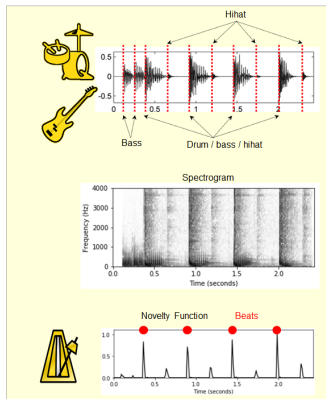 Hihat
0.5
0
-0.5
0 0.5 1 1.5 2
Bass Drum / bass / hihat
Spectrogram
4000
3000
2000
1000
0
Frequency (Hz)
0.0 0.5 1.0 1.5 2.0
Time (seconds)
Novelty Function Beats
1.0
0.5
0.0
0.0 0.5 1.0 1.5 2.0
Time (seconds)